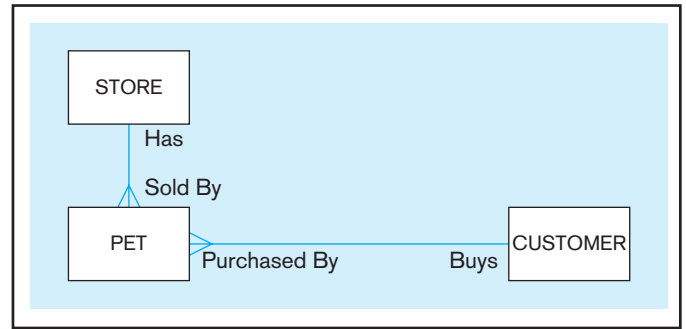 STORE
Has
Sold By
PET
CUSTOMER
Purchased By
Buys